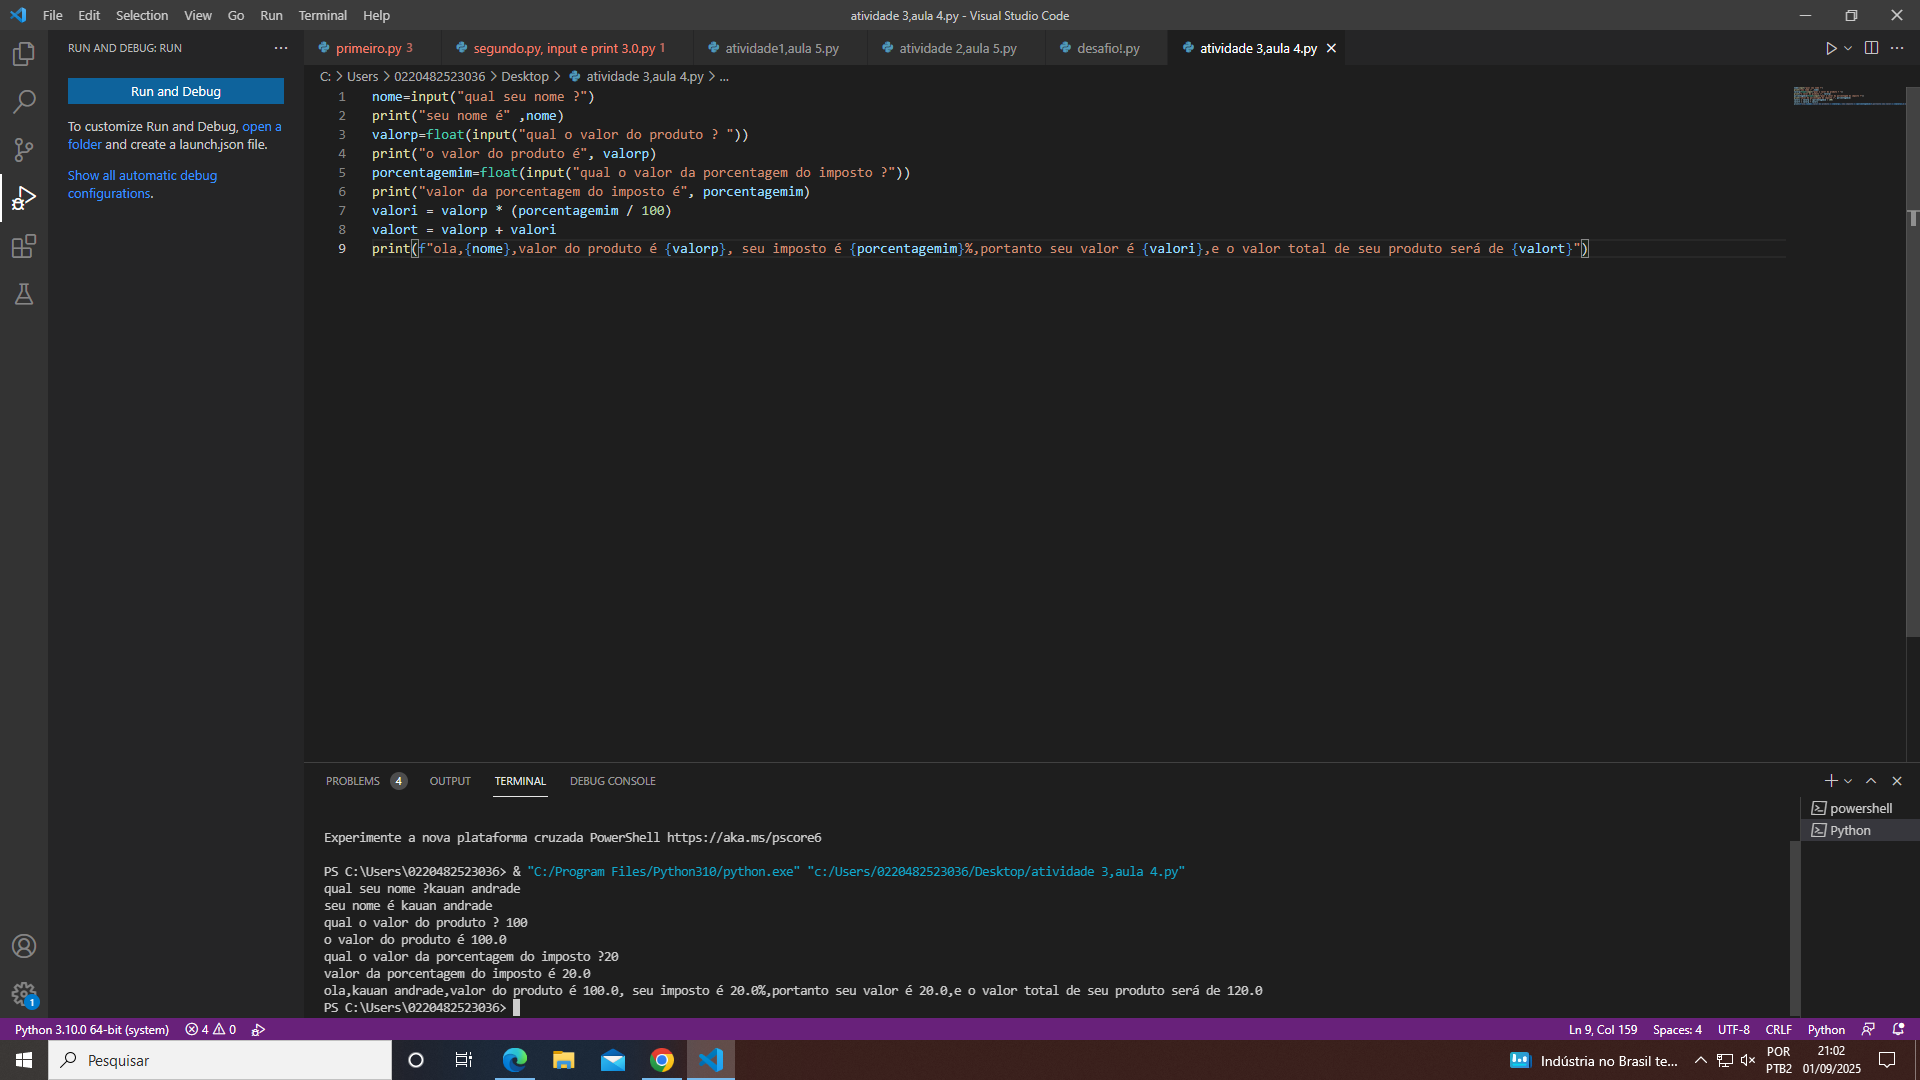 File Edit Selection View Go Run Terminal Help
atividade 3,aula 4.py - Visual Studio Code
RUN AND DEBUG: RUN
Run and Debug
To customize Run and Debug, open a
folder and create a launch.json file.
Show all automatic debug
configurations.
primeiro.py 3
segundo.py, input e print 3.0.py 1
atividade1,aula 5.py
atividade 2,aula 5.py
desafio!.py
atividade 3,aula 4.py
C: > Users > 0220482523036 > Desktop > atividade 3,aula 4.py > ...
1 nome=input("qual seu nome ?")
2 print("seu nome é" ,nome)
3 valorp=float(input("qual o valor do produto ? "))
4 print("o valor do produto é", valorp)
5 porcentagemim=float(input("qual o valor da porcentagem do imposto ?"))
6 print("valor da porcentagem do imposto é", porcentagemim)
7 valori = valorp * (porcentagemim / 100)
8 valort = valorp + valori
9 print(f"ola,{nome},valor do produto é {valorp}, seu imposto é {porcentagemim}%,portanto seu valor é {valori},e o valor total de seu produto será de {valort}")
PROBLEMS 4 OUTPUT TERMINAL DEBUG CONSOLE
powershell
Python
Experimente a nova plataforma cruzada PowerShell https://aka.ms/pscore6
PS C:\Users\0220482523036> & "C:/Program Files/Python310/python.exe" "c:/Users/0220482523036/Desktop/atividade 3,aula 4.py"
qual seu nome ?kauan andrade
seu nome é kauan andrade
qual o valor do produto ? 100
o valor do produto é 100.0
qual o valor da porcentagem do imposto ?20
valor da porcentagem do imposto é 20.0
ola,kauan andrade,valor do produto é 100.0, seu imposto é 20.0%,portanto seu valor é 20.0,e o valor total de seu produto será de 120.0
PS C:\Users\0220482523036>
1
Python 3.10.0 64-bit (system) 4 0
Ln 9, Col 159 Spaces: 4 UTF-8 CRLF Python
Pesquisar
Indústria no Brasil te...
POR
PTB2
21:02
01/09/2025